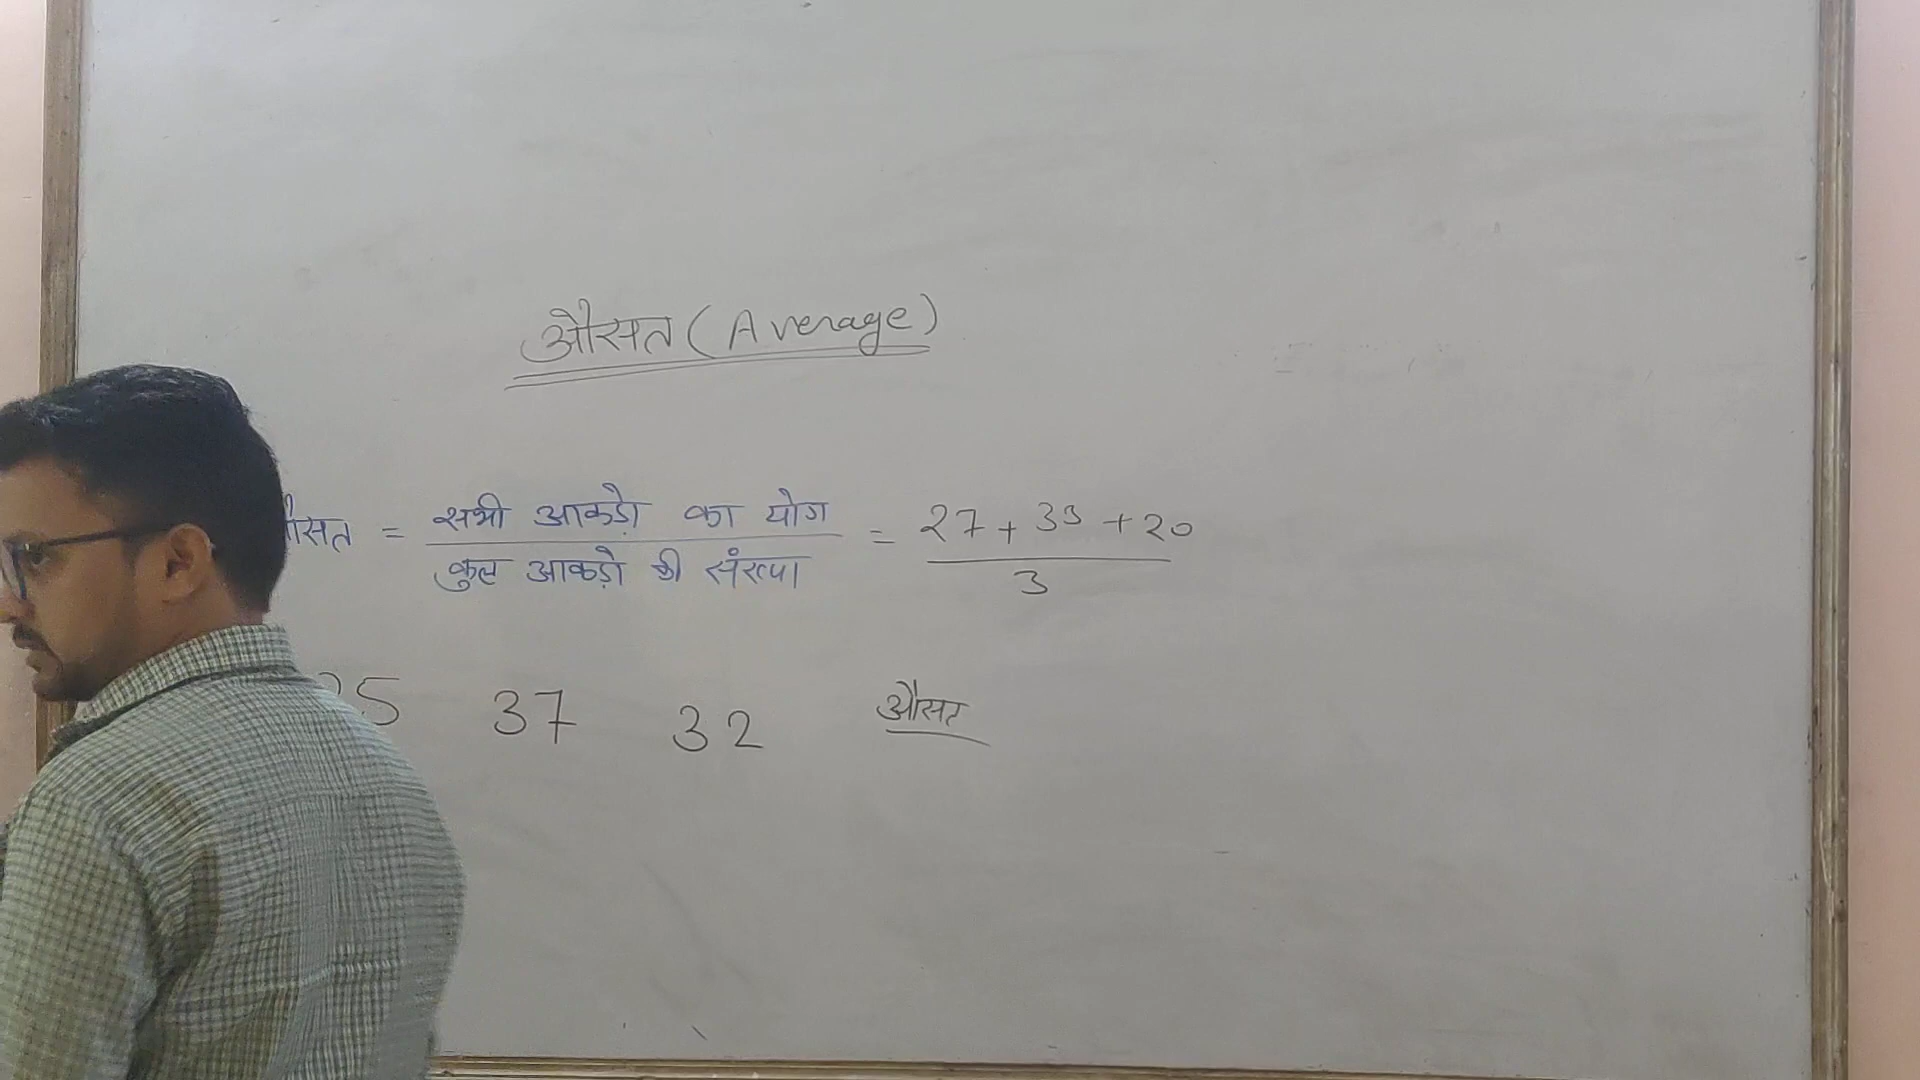 औसत (Average)
औसत = सभी आकड़ो का योग / कुल आकड़ो की संख्या = 27 + 33 + 20 / 3
37 32 औसत